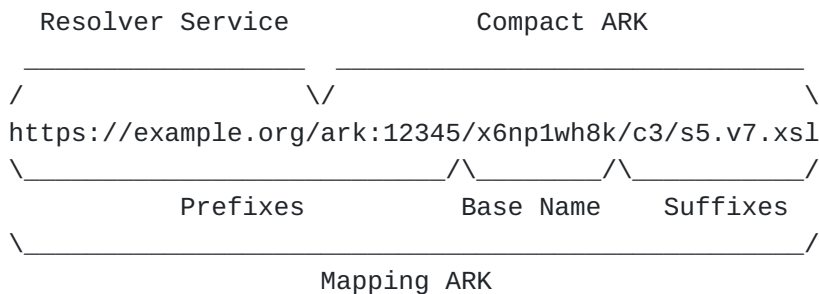 Resolver Service Compact ARK
https://example.org/ark:12345/x6np1wh8k/c3/s5.v7.xsl
Prefixes Base Name Suffixes
Mapping ARK